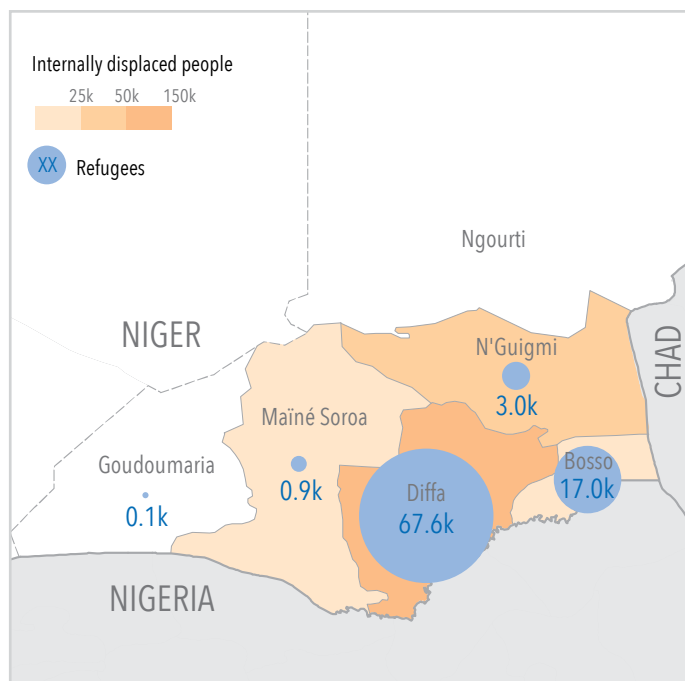 Internally displaced people
25k 50k 150k
XX Refugees
Ngourti
NIGER
N'Guigmi
3.0k
CHAD
Maïné Soroa
0.9k
Goudoumaria
0.1k
Diffa
67.6k
Bosso
17.0k
NIGERIA